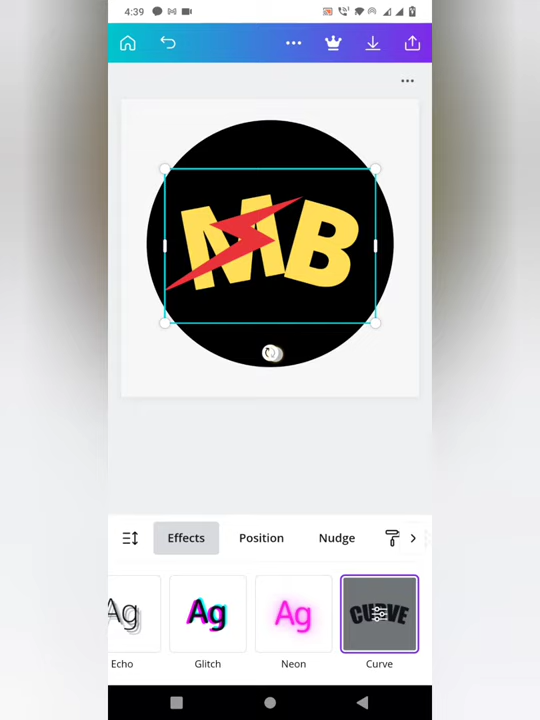 4:39
MB
Effects
Position
Nudge
Ag
Ag
Ag
CURVE
Echo
Glitch
Neon
Curve